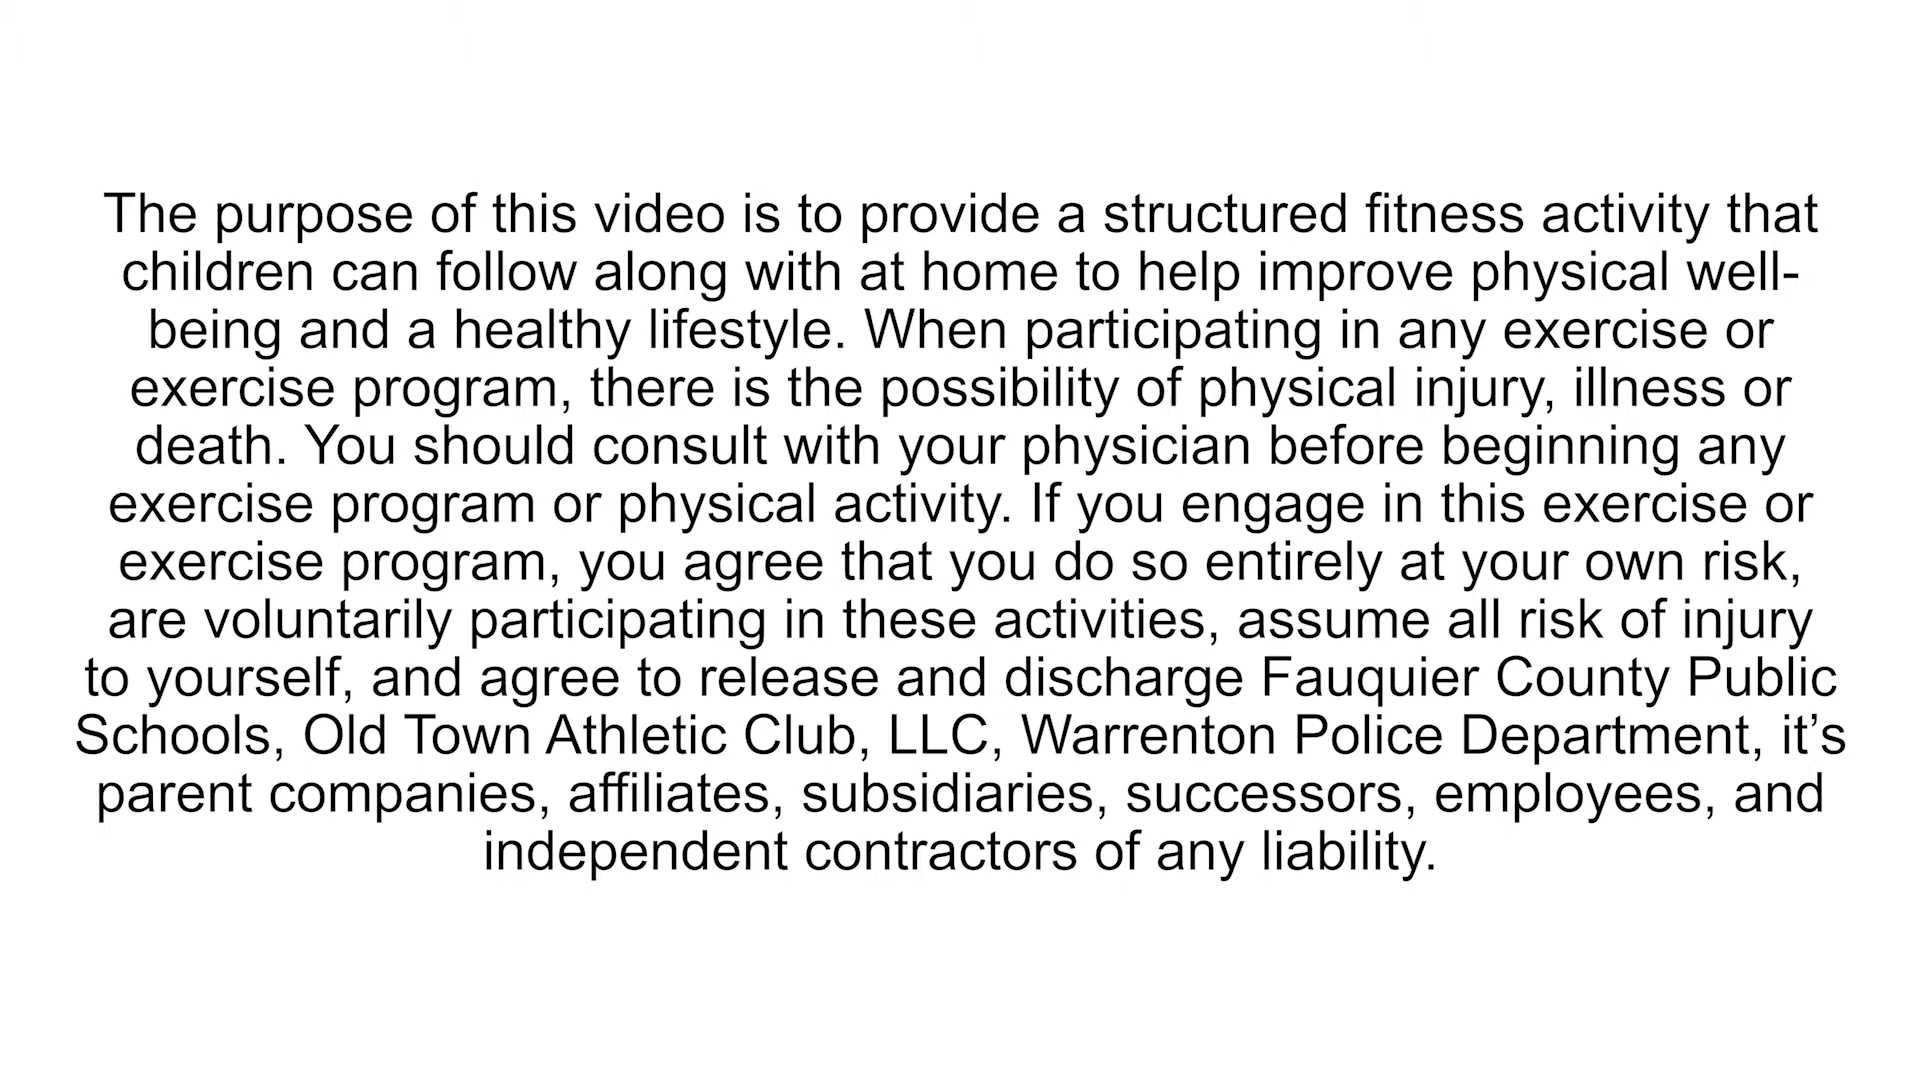 The purpose of this video is to provide a structured fitness activity that
children can follow along with at home to help improve physical well-
being and a healthy lifestyle. When participating in any exercise or
exercise program, there is the possibility of physical injury, illness or
death. You should consult with your physician before beginning any
exercise program or physical activity. If you engage in this exercise or
exercise program, you agree that you do so entirely at your own risk,
are voluntarily participating in these activities, assume all risk of injury
to yourself, and agree to release and discharge Fauquier County Public
Schools, Old Town Athletic Club, LLC, Warrenton Police Department, it’s
parent companies, affiliates, subsidiaries, successors, employees, and
independent contractors of any liability.